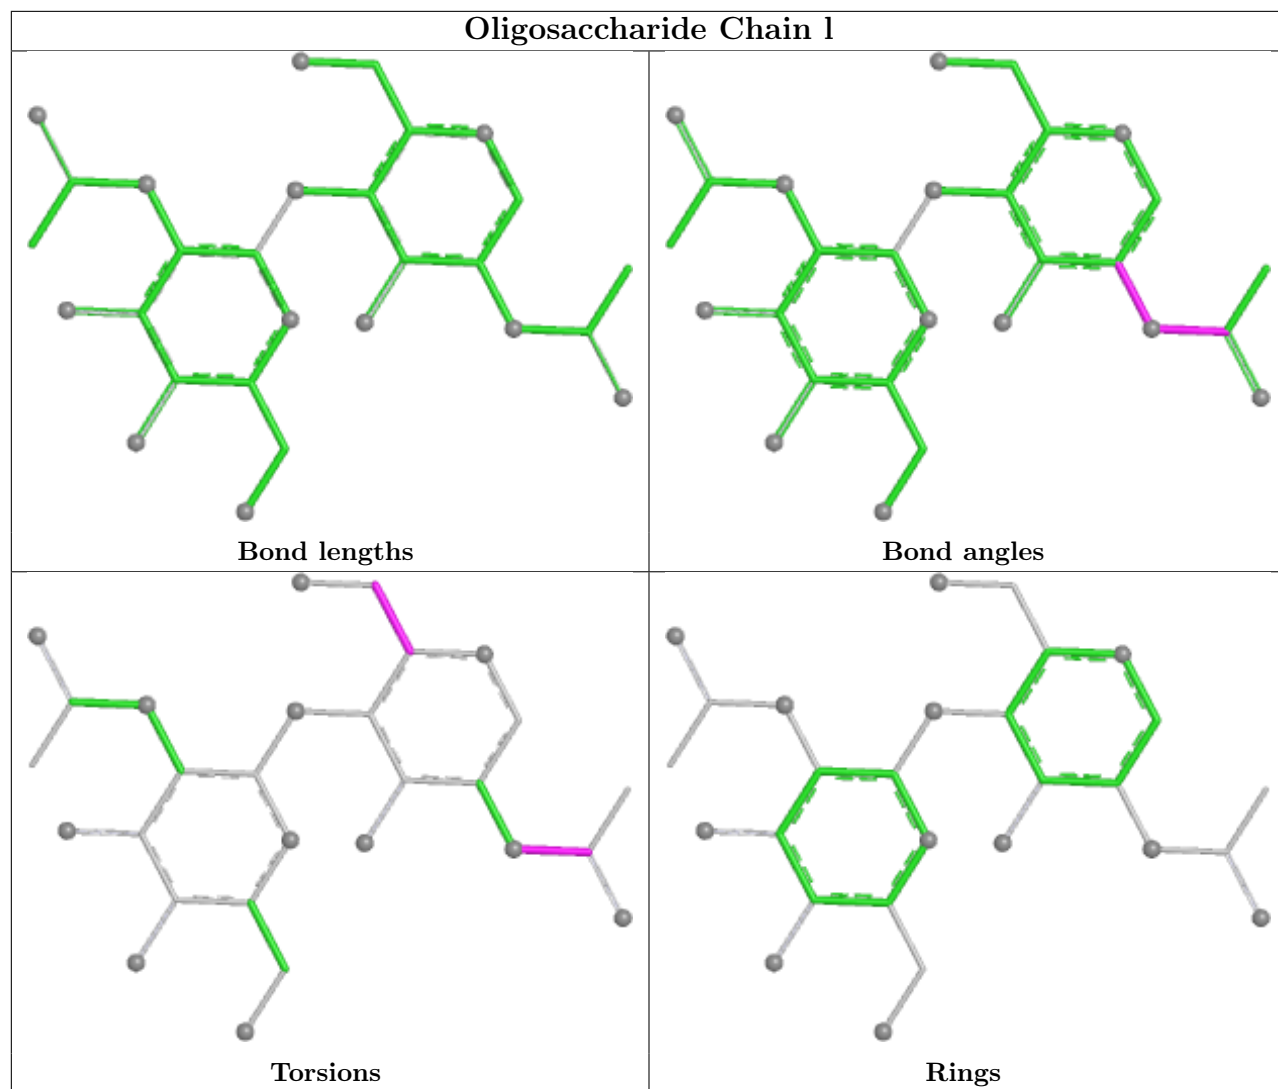 Oligosaccharide Chain l
Bond lengths
Bond angles
Torsions
Rings